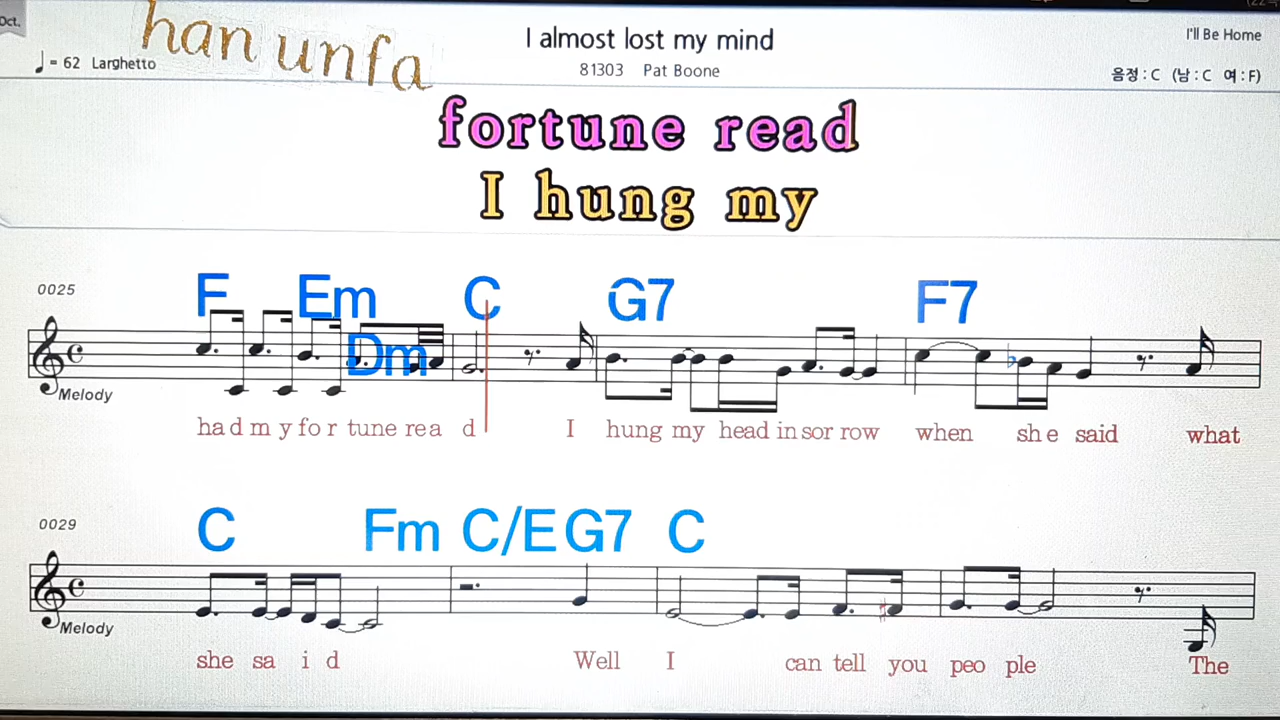 Oct.
han unfa
I almost lost my mind
I'll Be Home
= 62 Larghetto
81303 Pat Boone
음정 : C (남 : C 여 : F)
fortune read
I hung my
0025
F Em Dm C G7 F7
Melody
had my for tune rea d I hung my head in sor row when she said what
0029
C Fm C/E G7 C
Melody
she sa i d Well I can tell you peo ple The